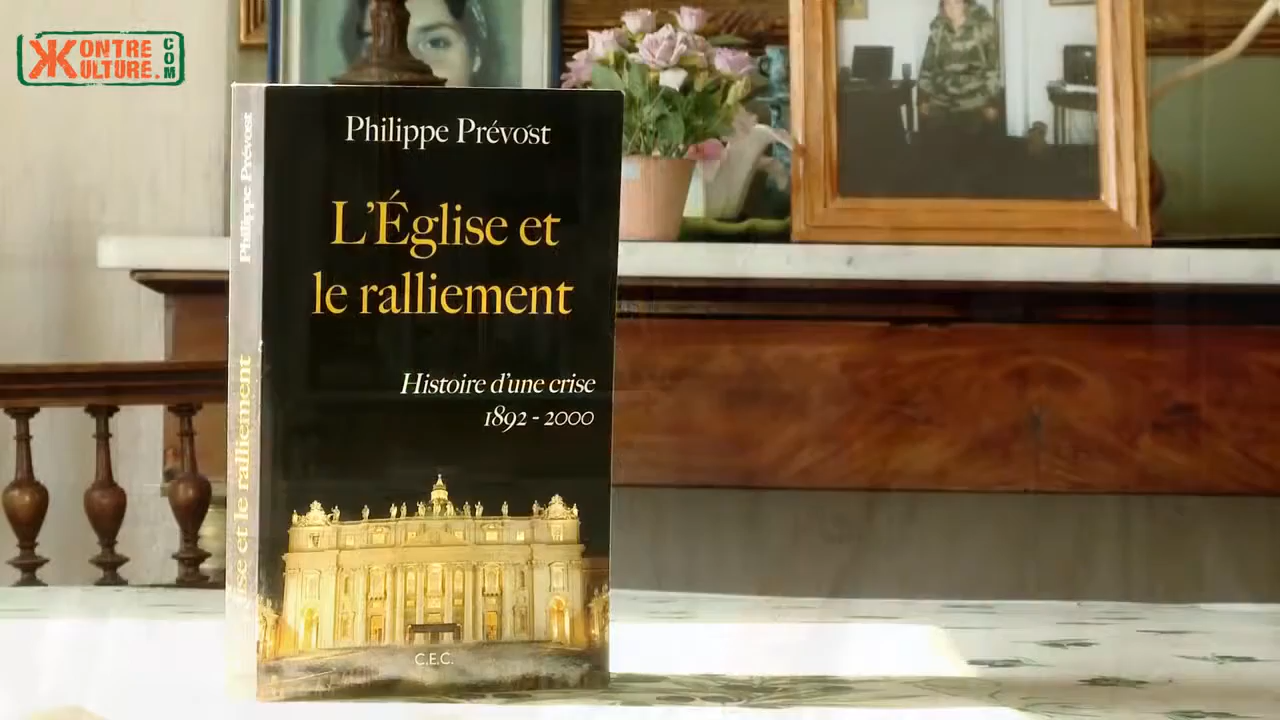 KONTRE
KULTURE.COM
Philippe Prévost
L'Église et
le ralliement
Histoire d'une crise
1892 - 2000
C.E.C.
Philippe Prévost
lise et le ralliement